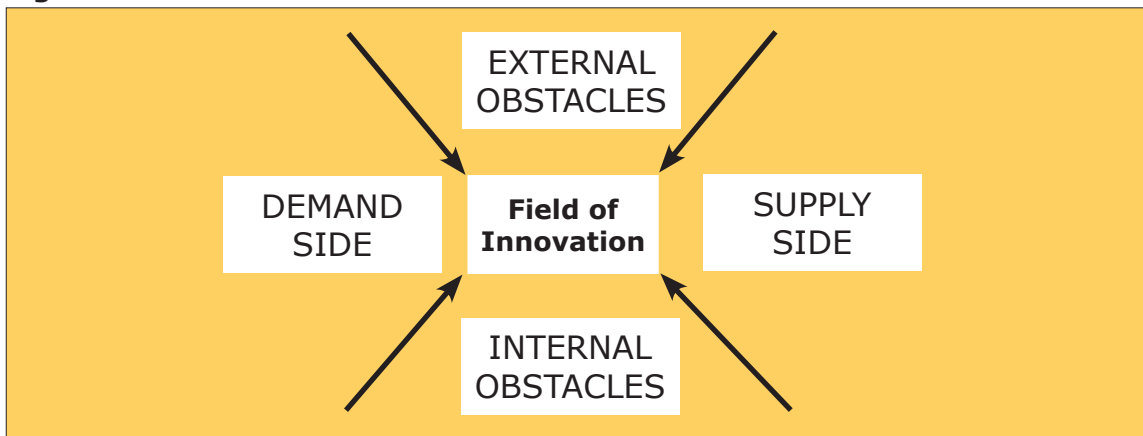 EXTERNAL
OBSTACLES
DEMAND
SIDE
Field of
Innovation
SUPPLY
SIDE
INTERNAL
OBSTACLES